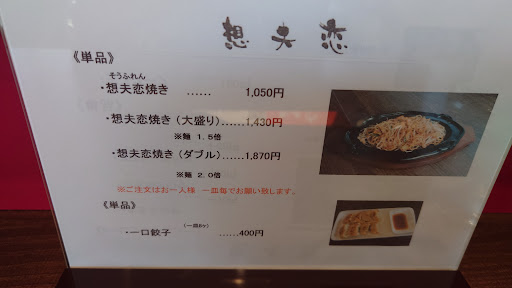 想夫恋
《単品》
そうふれん
・想夫恋焼き ...... 1,050円
・想夫恋焼き（大盛り）......1,430円
※麺 1.5倍
・想夫恋焼き（ダブル）......1,870円
※麺 2.0倍
※ご注文はお一人様 一皿毎でお願い致します。
《単品》
・一口餃子 ......400円